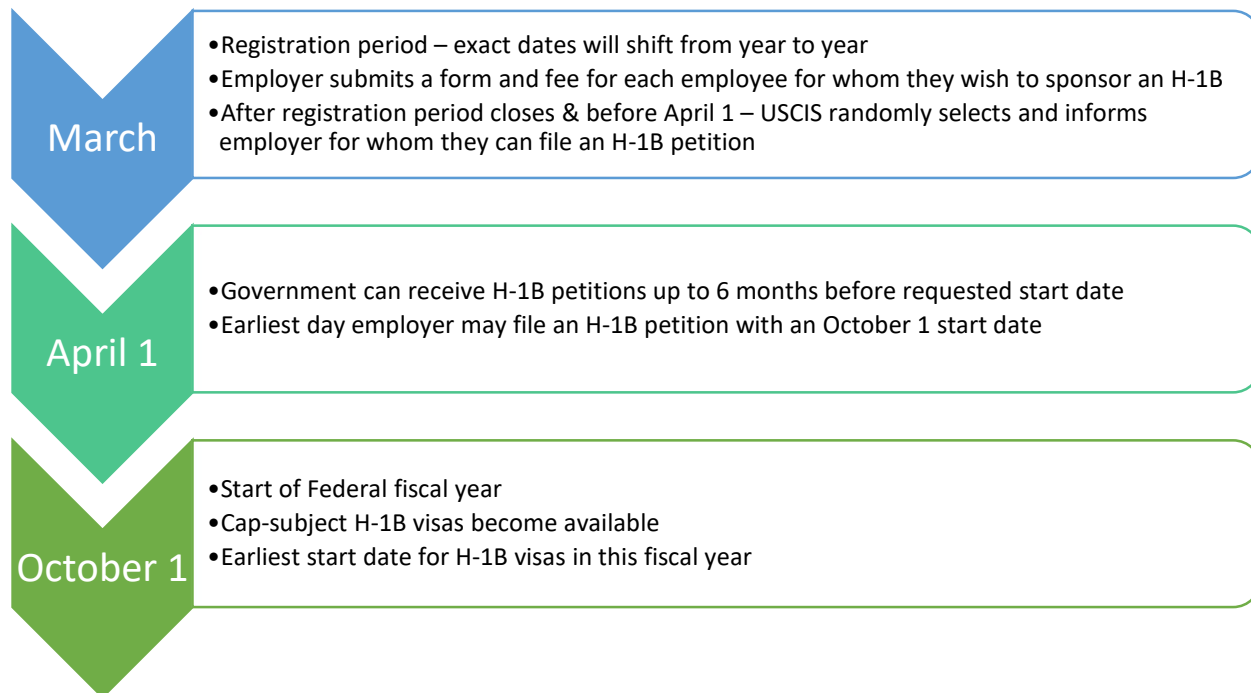 March
•Registration period – exact dates will shift from year to year
•Employer submits a form and fee for each employee for whom they wish to sponsor an H-1B
•After registration period closes & before April 1 – USCIS randomly selects and informs
employer for whom they can file an H-1B petition
April 1
•Government can receive H-1B petitions up to 6 months before requested start date
•Earliest day employer may file an H-1B petition with an October 1 start date
October 1
•Start of Federal fiscal year
•Cap-subject H-1B visas become available
•Earliest start date for H-1B visas in this fiscal year